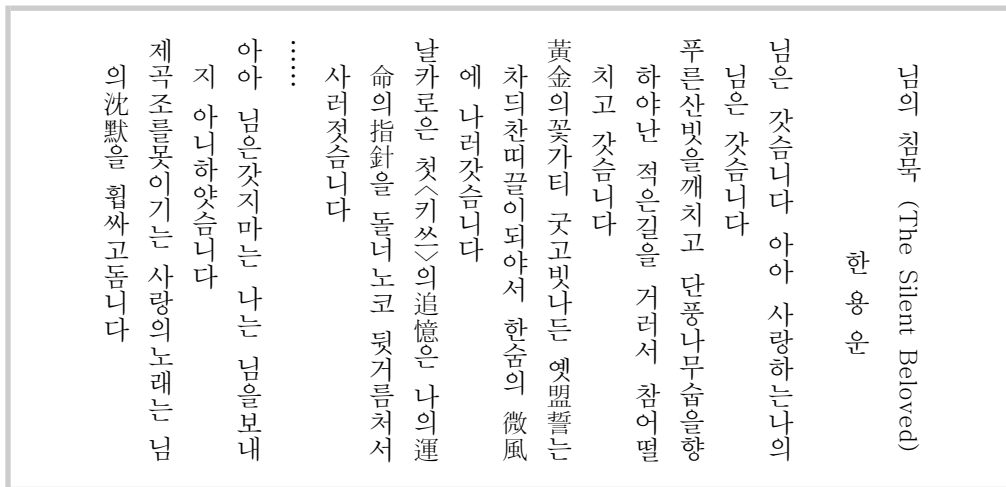 님의 침묵 (The Silent Beloved)
한 용 운
님은 갓슴니다 아아 사랑하는나의
님은 갓슴니다
푸른산빗을깨치고 단풍나무숩을향
하야난 적은길을 거러서 참어떨
치고 갓슴니다
黃金의꽃가티 굿고빗나든 옛盟誓는
차듸찬띠끌이되야서 한숨의 微風
에 나러갓슴니다
날카로은 첫〈키쓰〉의追憶은 나의運
命의指針을 돌너노코 뒷거름처서
사러젓슴니다
……
아아 님은갓지마는 나는 님을보내
지 아니하얏슴니다
제곡조를못이기는 사랑의노래는 님
의沈默을 휩싸고돔니다